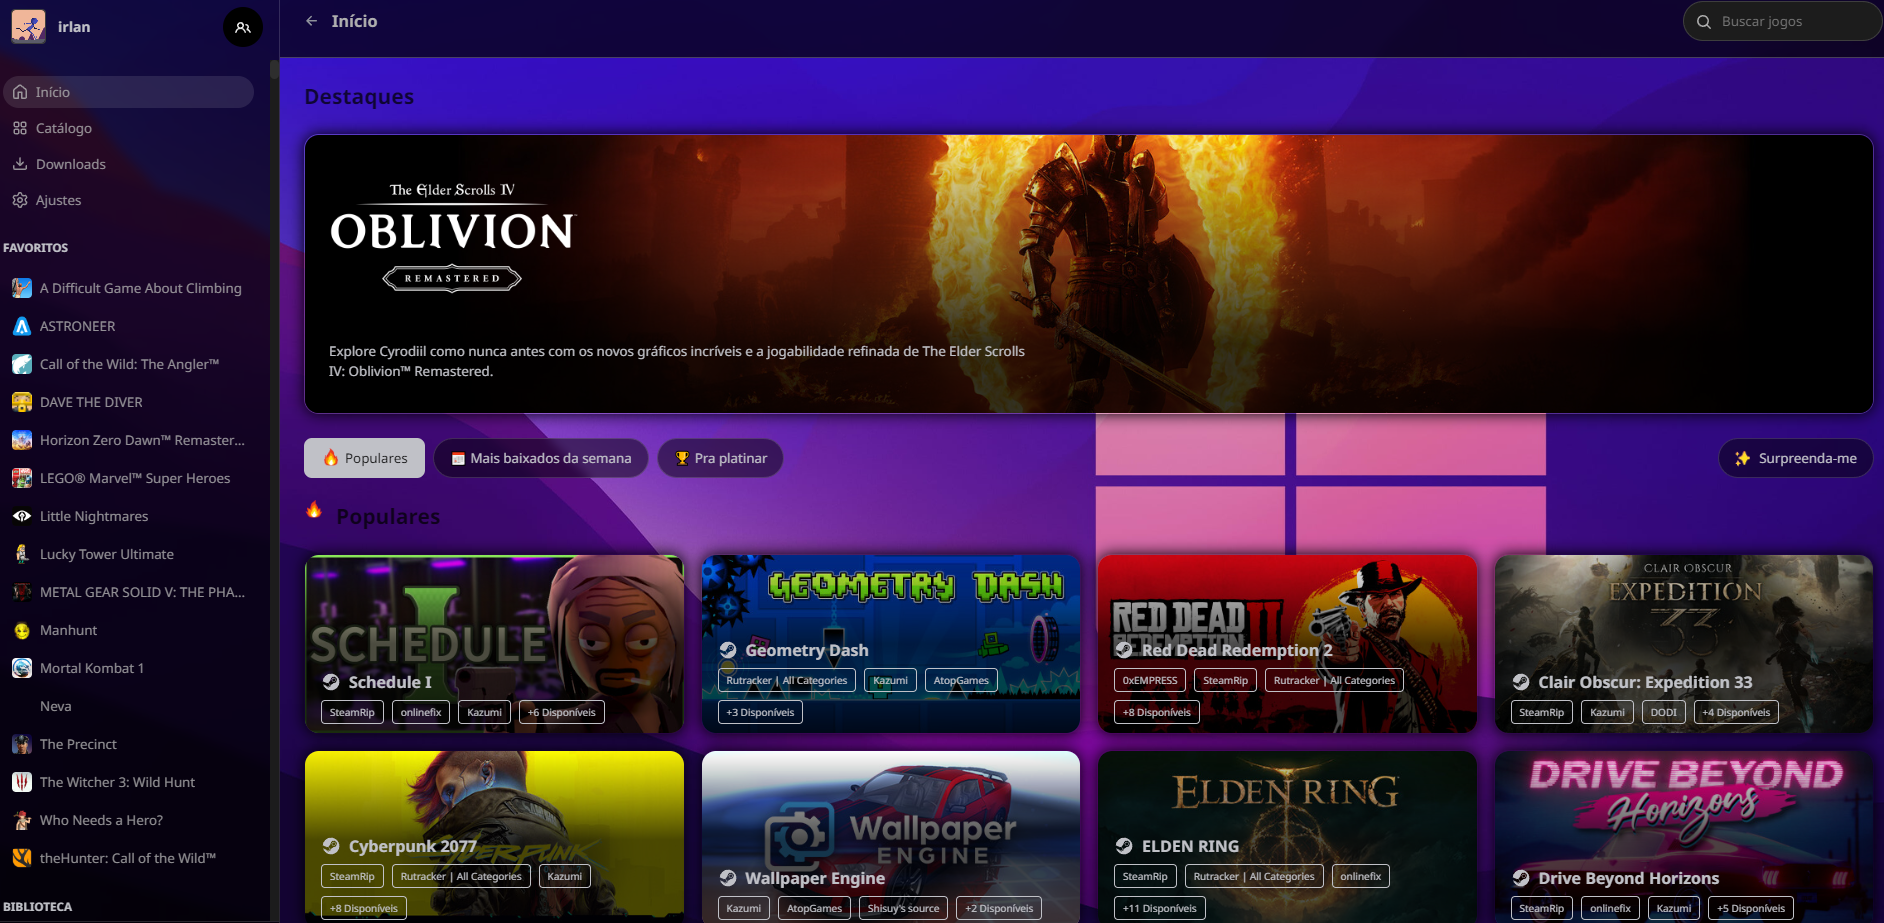 irlan
Início
Catálogo
Downloads
Ajustes
FAVORITOS
A Difficult Game About Climbing
ASTRONEER
Call of the Wild: The Angler™
DAVE THE DIVER
Horizon Zero Dawn™ Remaster...
LEGO® Marvel™ Super Heroes
Little Nightmares
Lucky Tower Ultimate
METAL GEAR SOLID V: THE PHA...
Manhunt
Mortal Kombat 1
Neva
The Precinct
The Witcher 3: Wild Hunt
Who Needs a Hero?
theHunter: Call of the Wild™
BIBLIOTECA
Início
Buscar jogos
Destaques
The Elder Scrolls IV
OBLIVION
REMASTERED
Explore Cyrodiil como nunca antes com os novos gráficos incríveis e a jogabilidade refinada de The Elder Scrolls
IV: Oblivion™ Remastered.
Populares
Mais baixados da semana
Pra platinar
Surpreenda-me
Populares
SCHEDULE I
Schedule I
SteamRip
onlinefix
Kazumi
+6 Disponíveis
GEOMETRY DASH
Geometry Dash
Rutracker | All Categories
Kazumi
AtopGames
+3 Disponíveis
RED DEAD
REDEMPTION II
Red Dead Redemption 2
0xEMPRESS
SteamRip
Rutracker | All Categories
+8 Disponíveis
CLAIR OBSCUR
EXPEDITION
33
Clair Obscur: Expedition 33
SteamRip
Kazumi
DODI
+4 Disponíveis
CYBERPUNK
Cyberpunk 2077
SteamRip
Rutracker | All Categories
Kazumi
+8 Disponíveis
Wallpaper
ENGINE
Wallpaper Engine
Kazumi
AtopGames
Shisuy's source
+2 Disponíveis
ELDEN RING
ELDEN RING
SteamRip
Rutracker | All Categories
onlinefix
+11 Disponíveis
DRIVE BEYOND
Horizons
Drive Beyond Horizons
SteamRip
onlinefix
Kazumi
+5 Disponíveis